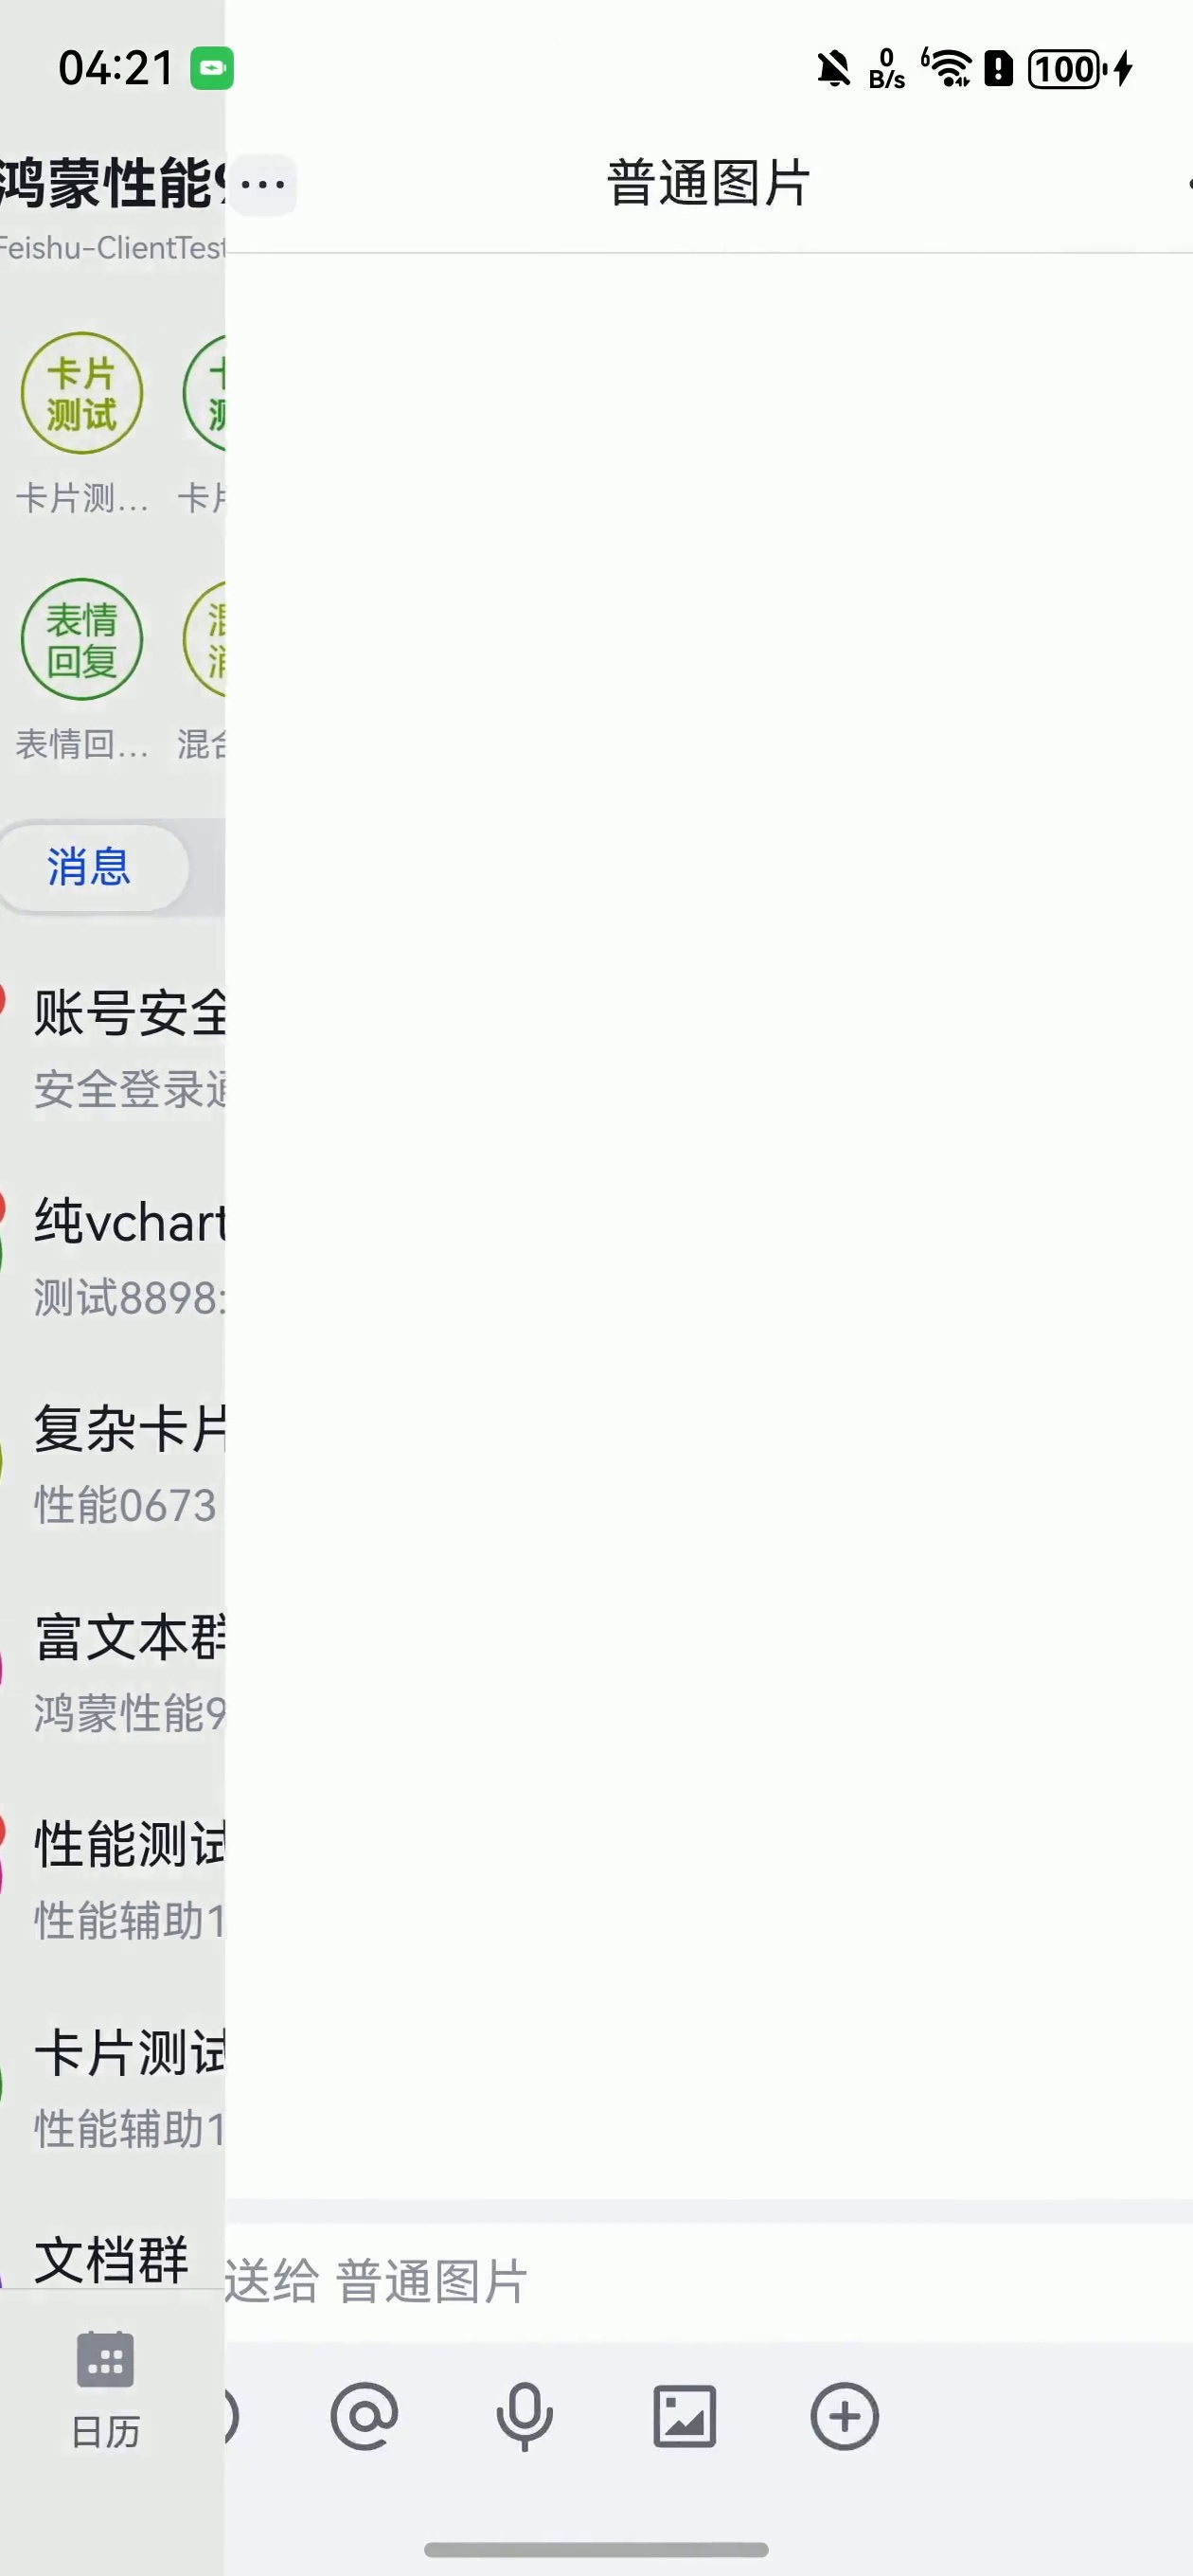 04:21
0
B/s
6
100
鸿蒙性能9
普通图片
Feishu-ClientTest
卡片
测试
卡片测...
卡片
表情
回复
表情回...
混合
消息
账号安全
安全登录通
纯vchart
测试8898:
复杂卡片
性能0673
富文本群
鸿蒙性能9
性能测试
性能辅助1
卡片测试
性能辅助1
文档群
送给 普通图片
日历